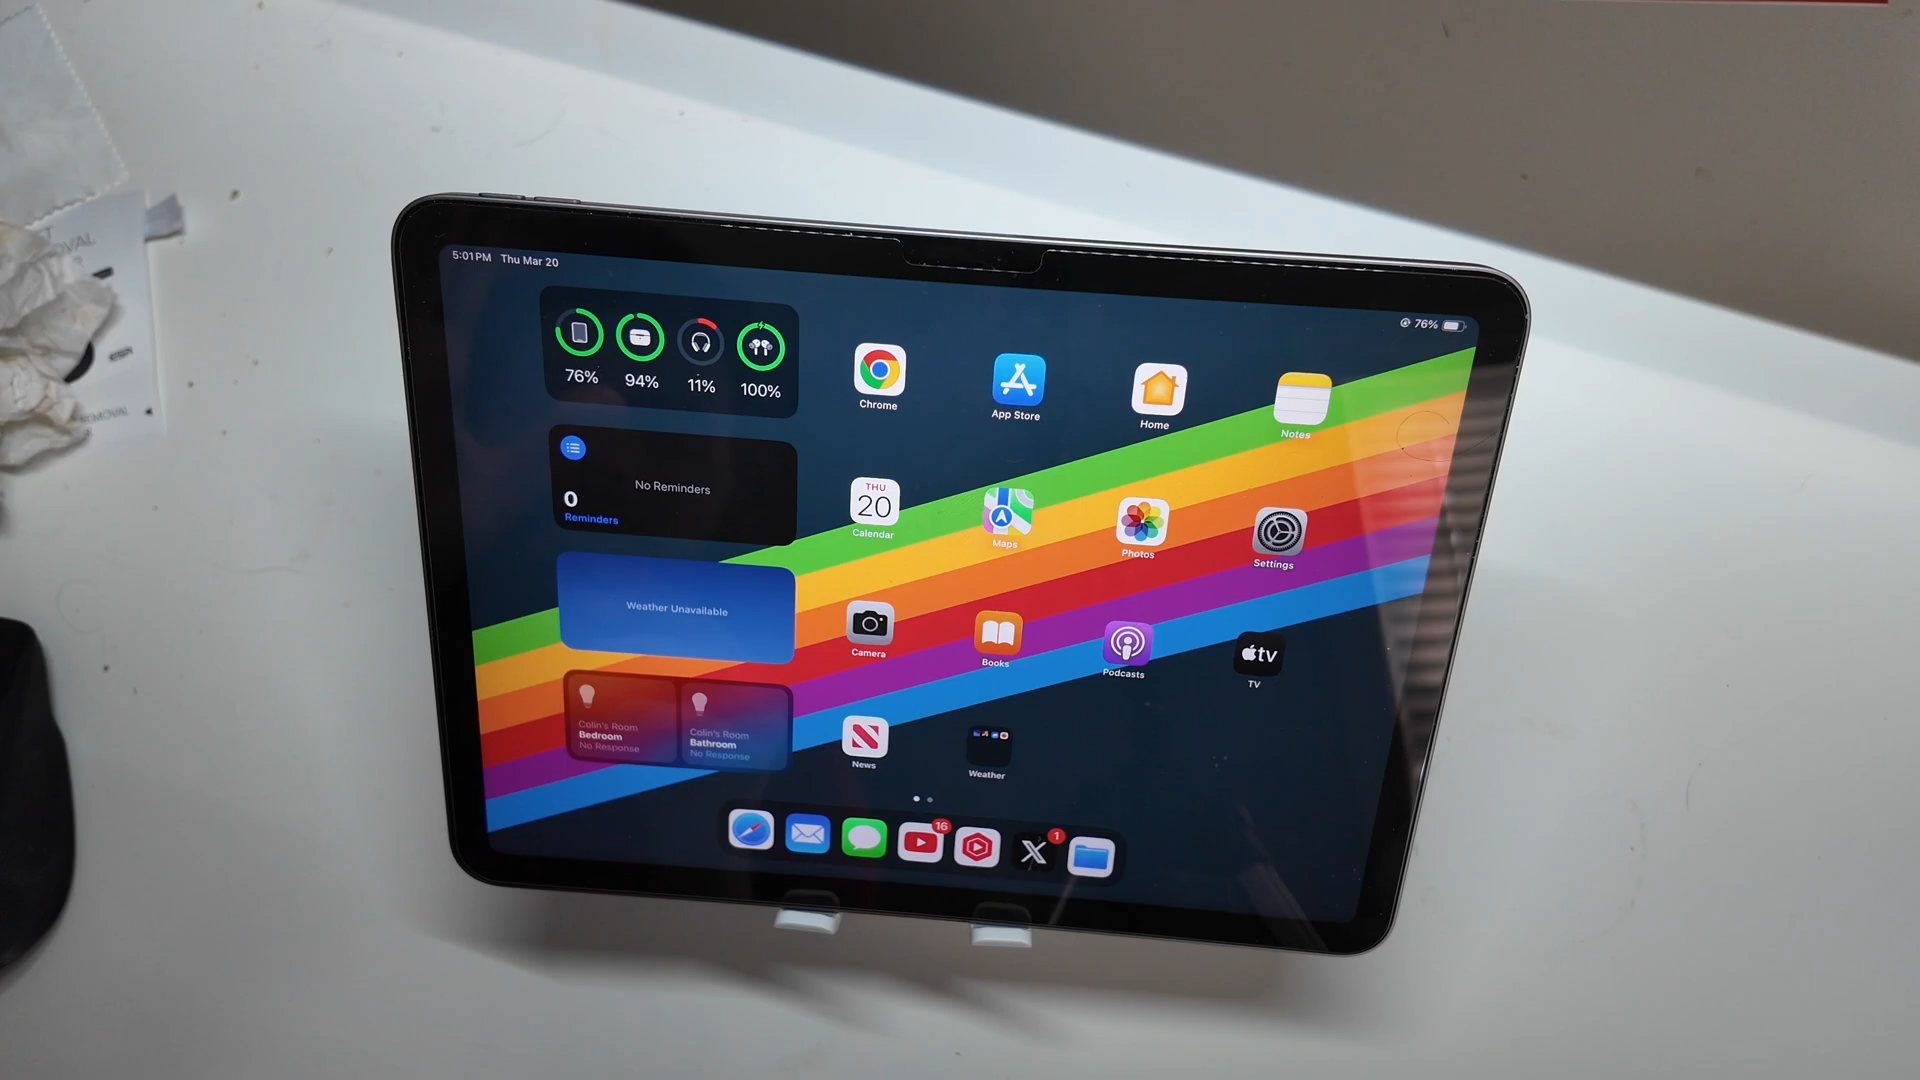 OVAL
REMOVAL
5:01 PM Thu Mar 20
76%
76%
94%
11%
100%
No Reminders
0
Reminders
Weather Unavailable
Colin's Room
Bedroom
No Response
Colin's Room
Bathroom
No Response
Chrome
App Store
Home
Notes
THU
20
Calendar
Maps
Photos
Settings
Camera
Books
Podcasts
tv
TV
News
Weather
16
1